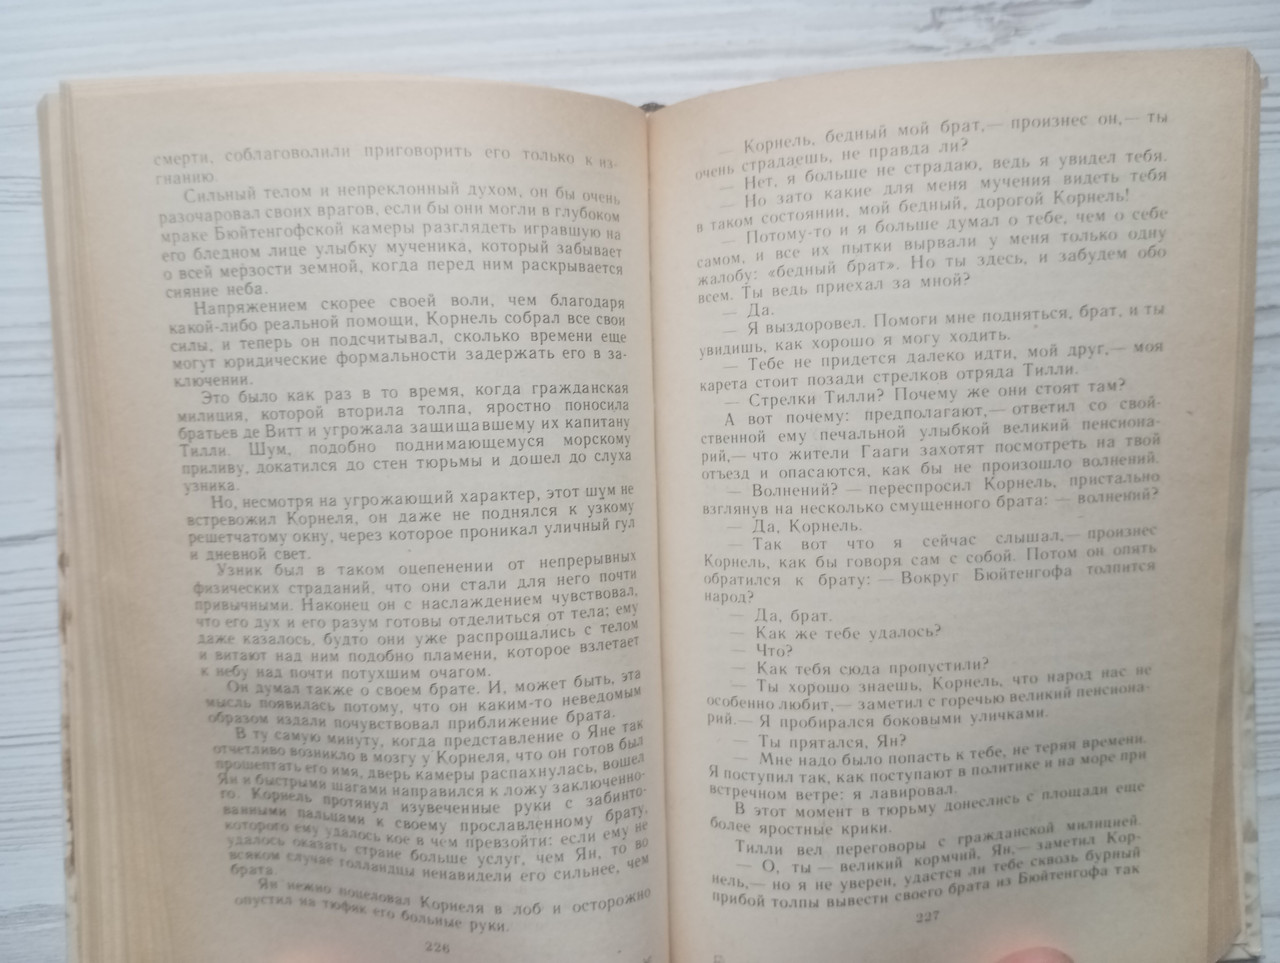 смерти, соблаговолили приговорить его только к из-
гнанию.
Сильный телом и непреклонный духом, он бы очень
разочаровал своих врагов, если бы они могли в глубоком
мраке Бюйтенгофской камеры разглядеть игравшую на
его бледном лице улыбку мученика, который забывает
о всей мерзости земной, когда перед ним раскрывается
сияние неба.
Напряжением скорее своей воли, чем благодаря
какой-либо реальной помощи, Корнель собрал все свои
силы, и теперь он подсчитывал, сколько времени еще
могут юридические формальности задержать его в за-
ключении.
Это было как раз в то время, когда гражданская
милиция, которой вторила толпа, яростно поносила
братьев де Витт и угрожала защищавшему их капитану
Тилли. Шум, подобно поднимающемуся морскому
приливу, докатился до стен тюрьмы и дошел до слуха
узника.
Но, несмотря на угрожающий характер, этот шум не
встревожил Корнеля, он даже не поднялся к узкому
решетчатому окну, через которое проникал уличный гул
и дневной свет.
Узник был в таком оцепенении от непрерывных
физических страданий, что они стали для него почти
привычными. Наконец он с наслаждением чувствовал,
что его дух и его разум готовы отделиться от тела; ему
даже казалось, будто они уже распрощались с телом
и витают над ним подобно пламени, которое взлетает
к небу над почти потухшим очагом.
Он думал также о своем брате. И, может быть, эта
мысль появилась потому, что он каким-то неведомым
образом издали почувствовал приближение брата.
В ту самую минуту, когда представление о Яне так
отчетливо возникло в мозгу у Корнеля, что он готов был
прошептать его имя, дверь камеры распахнулась, вошел
Ян и быстрыми шагами направился к ложу заключенно-
го. Корнель протянул изувеченные руки с забинто-
ванными пальцами к своему прославленному брату,
которого ему удалось кое в чем превзойти: если ему не
удалось оказать стране больше услуг, чем Ян, то во
всяком случае голландцы ненавидели его сильнее, чем
брата.
Ян нежно поцеловал Корнеля в лоб и осторожно
опустил на тюфяк его больные руки.
226
— Корнель, бедный мой брат,— произнес он,— ты
очень страдаешь, не правда ли?
— Нет, я больше не страдаю, ведь я увидел тебя.
— Но зато какие для меня мучения видеть тебя
в таком состоянии, мой бедный, дорогой Корнель!
— Потому-то и я больше думал о тебе, чем о себе
самом, и все их пытки вырвали у меня только одну
жалобу: «бедный брат». Но ты здесь, и забудем обо
всем. Ты ведь приехал за мной?
— Да.
— Я выздоровел. Помоги мне подняться, брат, и ты
увидишь, как хорошо я могу ходить.
— Тебе не придется далеко идти, мой друг,— моя
карета стоит позади стрелков отряда Тилли.
— Стрелки Тилли? Почему же они стоят там?
А вот почему: предполагают,— ответил со свой-
ственной ему печальной улыбкой великий пенсиона-
рий,— что жители Гааги захотят посмотреть на твой
отъезд и опасаются, как бы не произошло волнений.
— Волнений? — переспросил Корнель, пристально
взглянув на несколько смущенного брата: — волнений?
— Да, Корнель.
— Так вот что я сейчас слышал,— произнес
Корнель, как бы говоря сам с собой. Потом он опять
обратился к брату: — Вокруг Бюйтенгофа толпится
народ?
— Да, брат.
— Как же тебе удалось?
— Что?
— Как тебя сюда пропустили?
— Ты хорошо знаешь, Корнель, что народ нас не
особенно любит,— заметил с горечью великий пенсиона-
рий.— Я пробирался боковыми уличками.
— Ты прятался, Ян?
— Мне надо было попасть к тебе, не теряя времени.
Я поступил так, как поступают в политике и на море при
встречном ветре: я лавировал.
В этот момент в тюрьму донеслись с площади еще
более яростные крики.
Тилли вел переговоры с гражданской милицией.
— О, ты — великий кормчий, Ян,— заметил Кор-
нель,— но я не уверен, удастся ли тебе сквозь бурный
прибой толпы вывести своего брата из Бюйтенгофа так
227